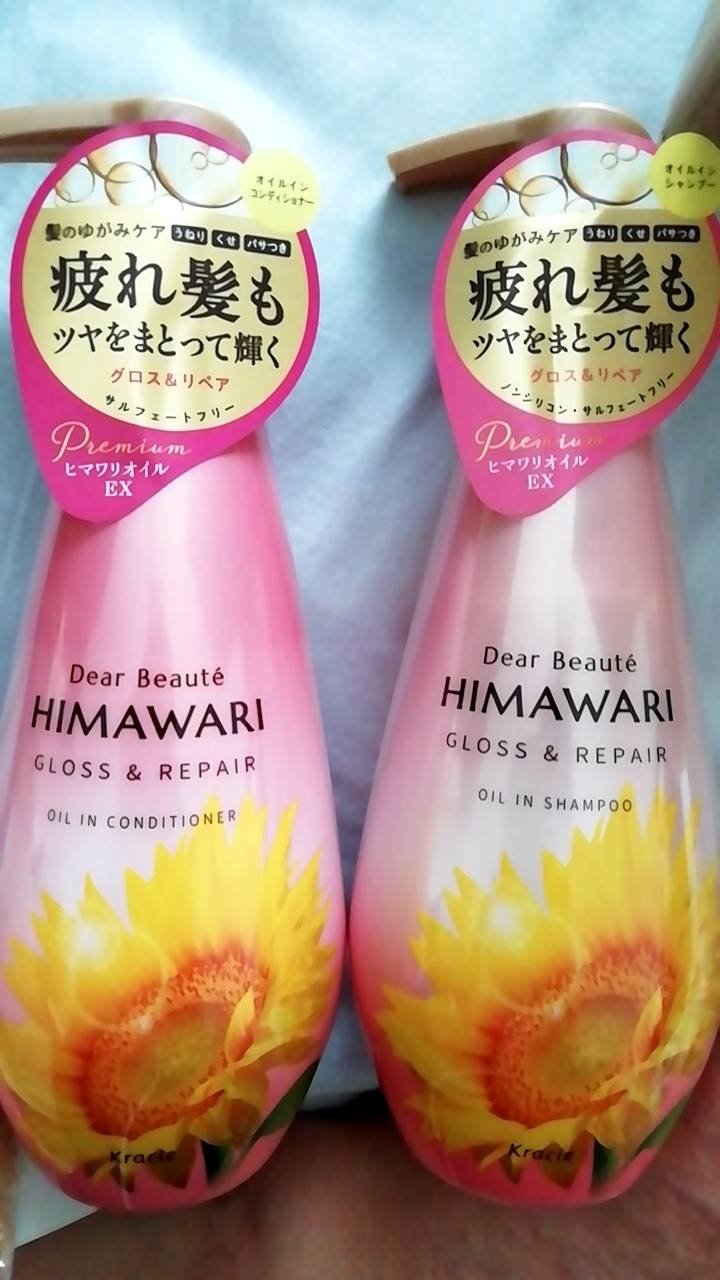 オイルイン
コンディショナー
髪のゆがみケア うねり くせ パサつき
疲れ髪も
ツヤをまとって輝く
グロス&リペア
サルフェートフリー
Premium
ヒマワリオイル
EX
Dear Beauté
HIMAWARI
GLOSS & REPAIR
OIL IN CONDITIONER
Kracie
オイルイン
シャンプー
髪のゆがみケア うねり くせ パサつき
疲れ髪も
ツヤをまとって輝く
グロス&リペア
ノンシリコン・サルフェートフリー
Premium
ヒマワリオイル
EX
Dear Beauté
HIMAWARI
GLOSS & REPAIR
OIL IN SHAMPOO
Kracie